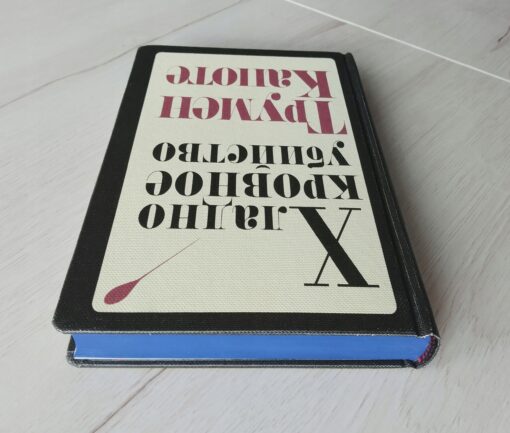 Хладно
кровное
убийство
Трумен
Капоте